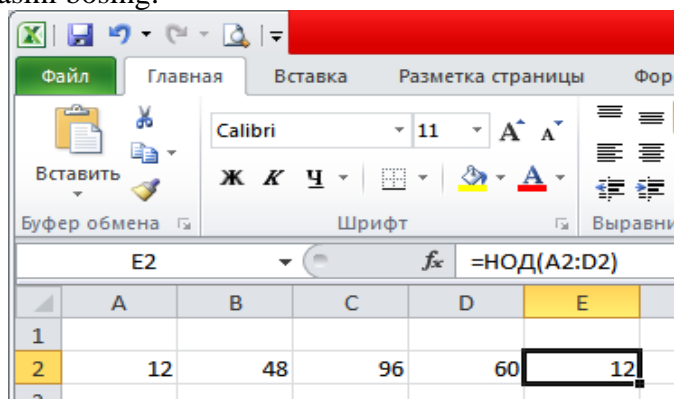 Файл Главная Вставка Разметка страницы Фор
Вставить Calibri 11 А А
Ж К Ч
Буфер обмена Шрифт Выравни
E2 fx =НОД(A2:D2)
A B C D E
1
2 12 48 96 60 12